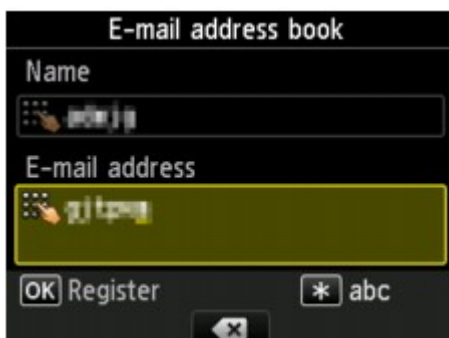 E-mail address book
Name
E-mail address
OK Register
* abc